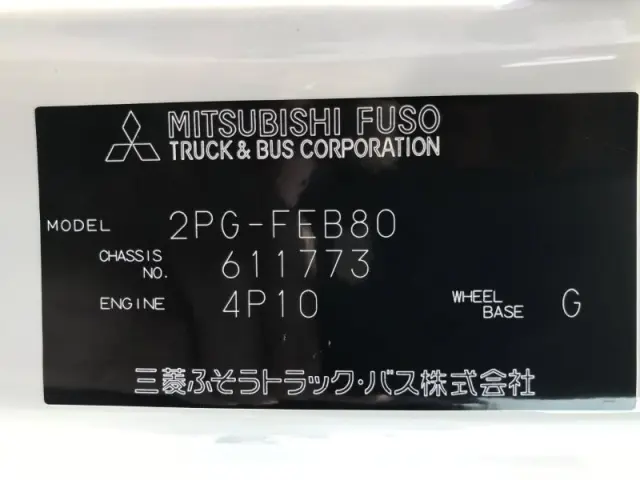 MITSUBISHI FUSO
TRUCK & BUS CORPORATION
MODEL 2PG-FEB80
CHASSIS NO. 611773
ENGINE 4P10 WHEEL BASE G
三菱ふそうトラック・バス株式会社